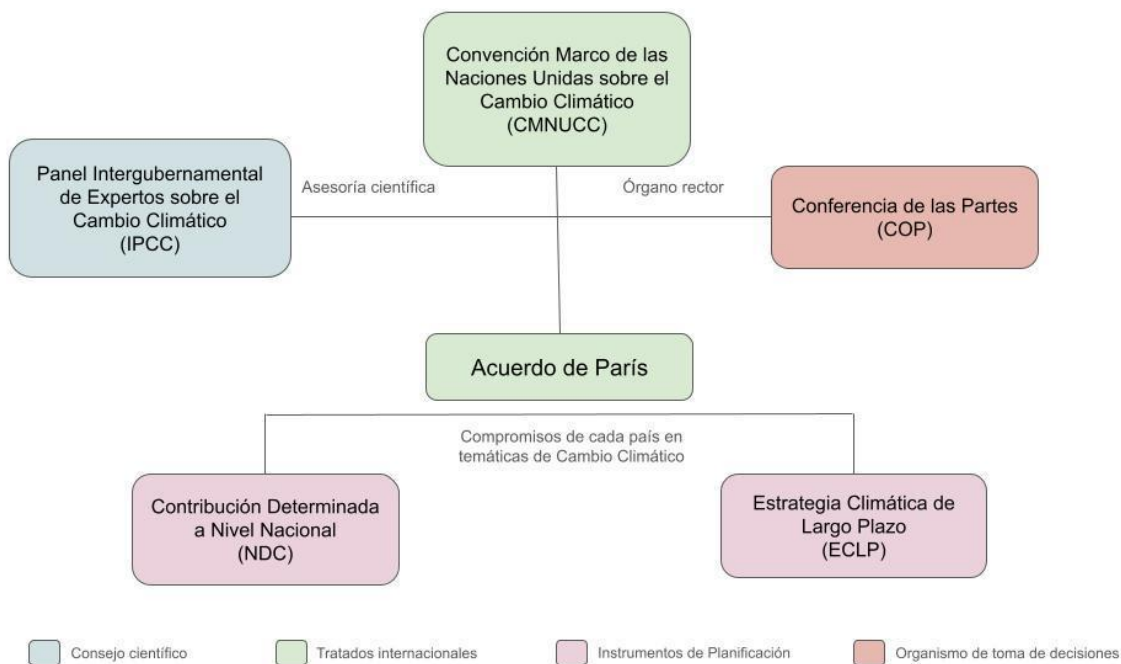 Convención Marco de las
Naciones Unidas sobre el
Cambio Climático
(CMNUCC)
Panel Intergubernamental
de Expertos sobre el
Cambio Climático
(IPCC)
Asesoría científica
Órgano rector
Conferencia de las Partes
(COP)
Acuerdo de París
Compromisos de cada país en
temáticas de Cambio Climático
Contribución Determinada
a Nivel Nacional
(NDC)
Estrategia Climática de
Largo Plazo
(ECLP)
Consejo científico
Tratados internacionales
Instrumentos de Planificación
Organismo de toma de decisiones